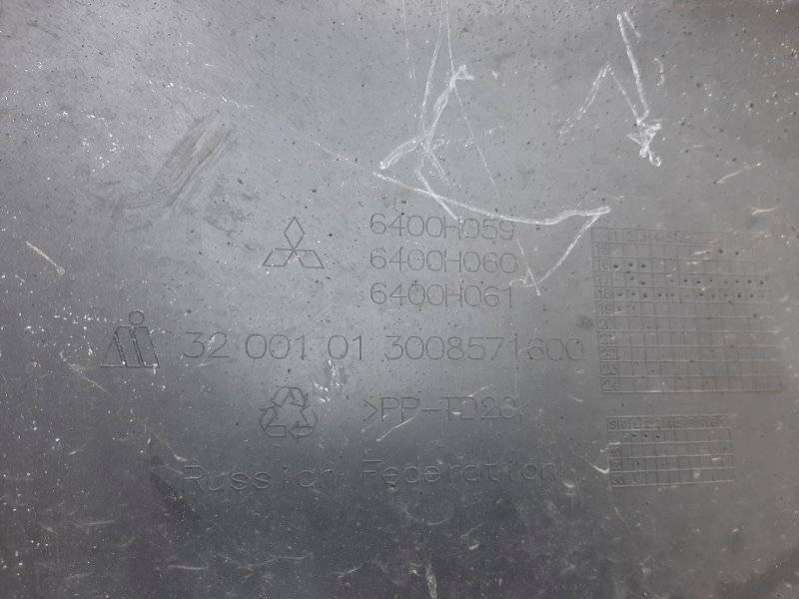 6400H059
6400H060
6400H061
32 001 01 3008571600
>PP-TD20<
Russian Federation